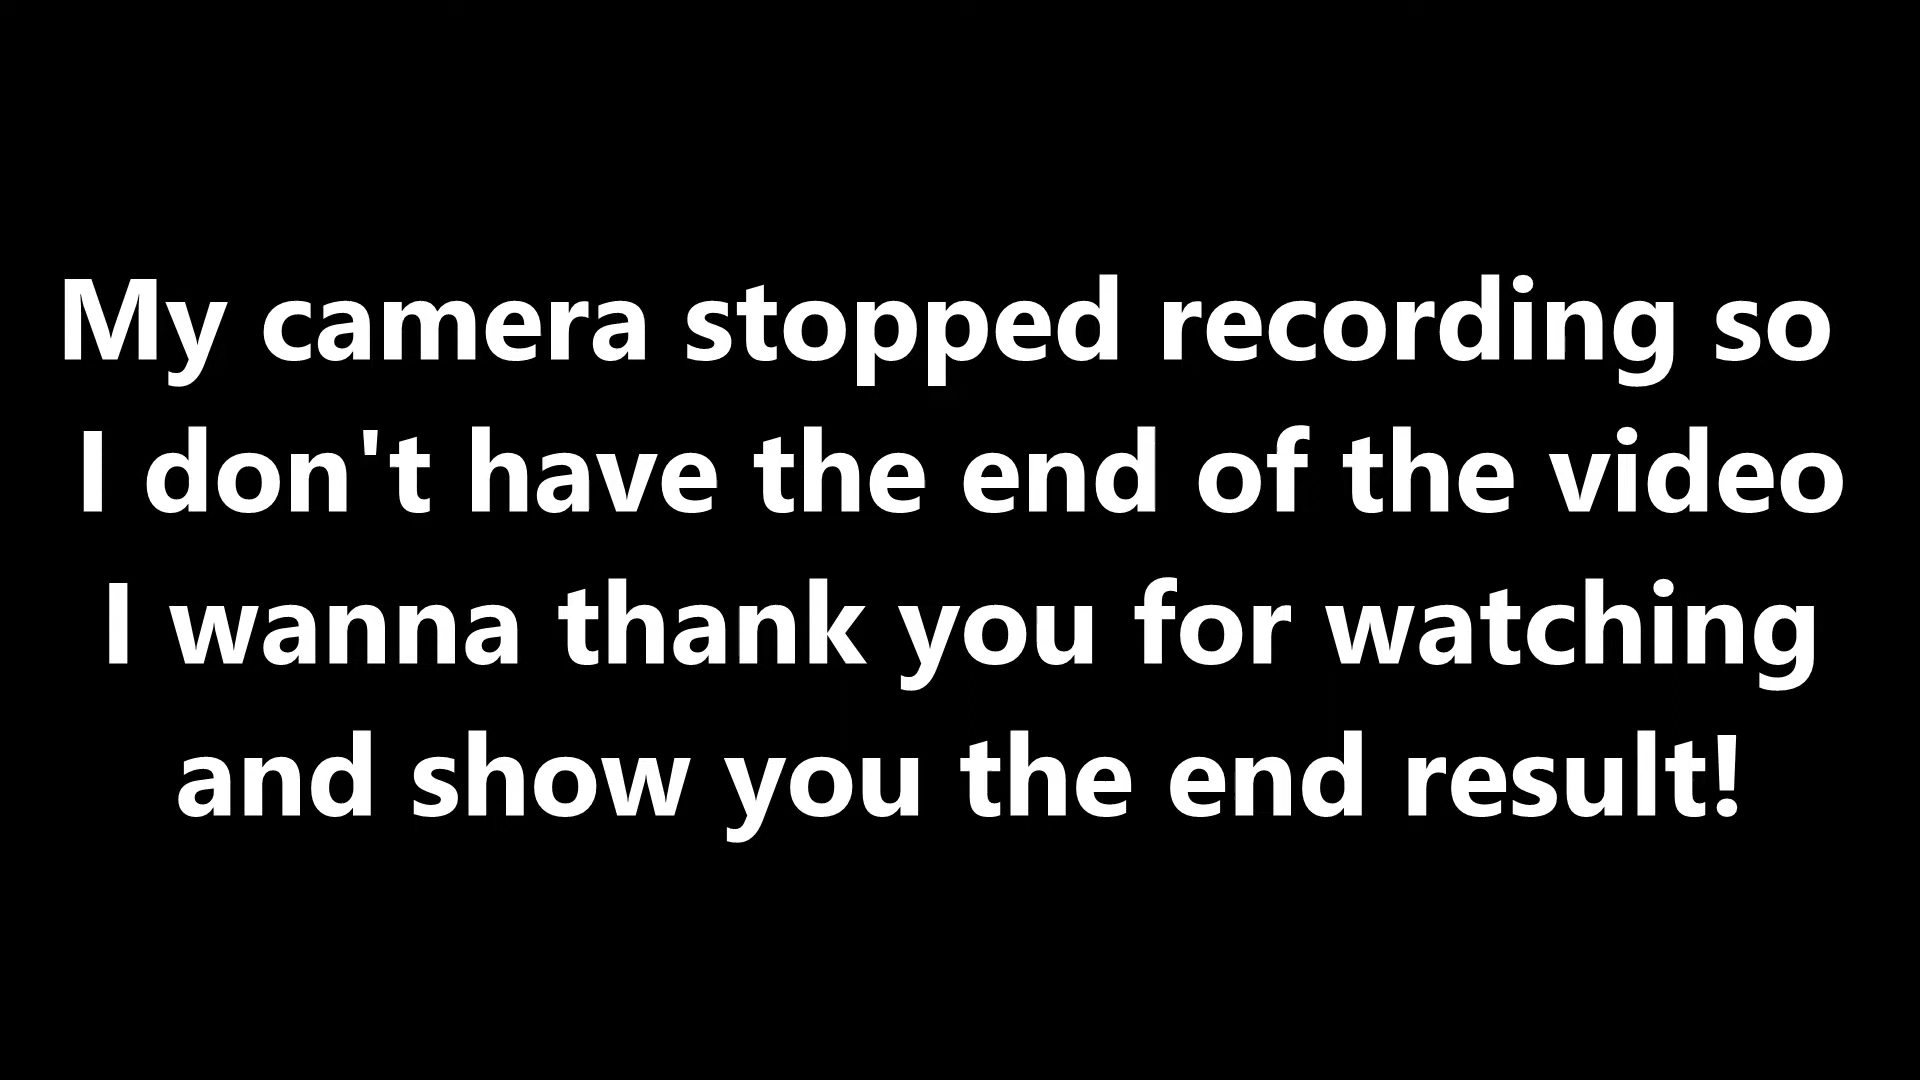 My camera stopped recording so
I don't have the end of the video
I wanna thank you for watching
and show you the end result!